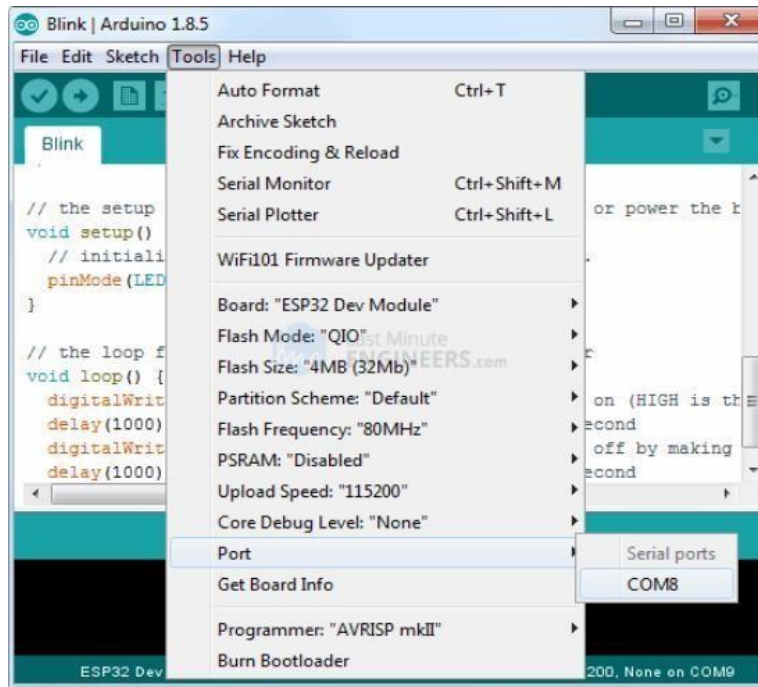 Blink | Arduino 1.8.5
File Edit Sketch Tools Help
Auto Format Ctrl+T
Archive Sketch
Fix Encoding & Reload
Serial Monitor Ctrl+Shift+M
Serial Plotter Ctrl+Shift+L
WiFi101 Firmware Updater
Board: "ESP32 Dev Module"
Flash Mode: "QIO"
Flash Size: "4MB (32Mb)"
Partition Scheme: "Default"
Flash Frequency: "80MHz"
PSRAM: "Disabled"
Upload Speed: "115200"
Core Debug Level: "None"
Port
Serial ports
COM8
Get Board Info
Programmer: "AVRISP mkII"
Burn Bootloader
Blink
// the setup or power the b
void setup()
// initiali .
pinMode(LED
}
// the loop f r
void loop() {
digitalWrit on (HIGH is th
delay(1000) econd
digitalWrit off by making
delay(1000) econd
Last Minute
ENGINEERS.com
ESP32 Dev 200, None on COM9